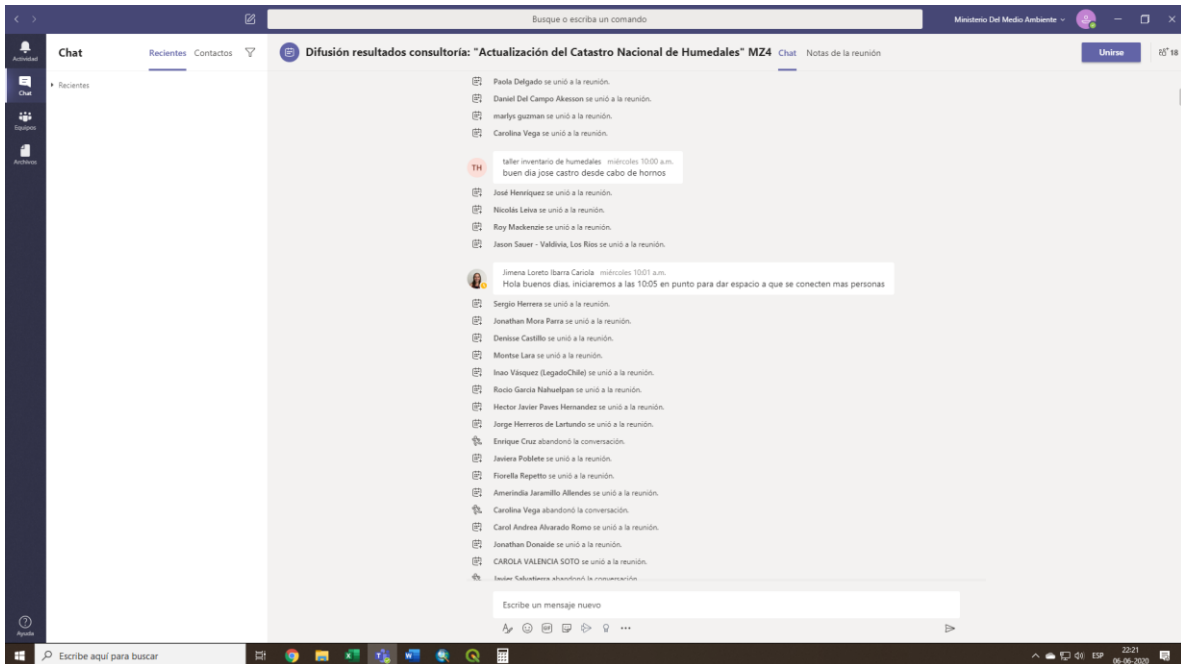 Busque o escriba un comando
Ministerio Del Medio Ambiente
Actividad
Chat
Equipos
Archivos
Ayuda
Chat
Recientes
Contactos
Recientes
Difusión resultados consultoría: "Actualización del Catastro Nacional de Humedales" MZ4
Chat
Notas de la reunión
Unirse
18
Paola Delgado se unió a la reunión.
Daniel Del Campo Akesson se unió a la reunión.
marlys guzman se unió a la reunión.
Carolina Vega se unió a la reunión.
TH
taller inventario de humedales miércoles 10:00 a.m.
buen dia jose castro desde cabo de hornos
José Henríquez se unió a la reunión.
Nicolás Leiva se unió a la reunión.
Roy Mackenzie se unió a la reunión.
Jason Sauer - Valdivia, Los Ríos se unió a la reunión.
Jimena Loreto Ibarra Cariola miércoles 10:01 a.m.
Hola buenos dias, iniciaremos a las 10:05 en punto para dar espacio a que se conecten mas personas
Sergio Herrera se unió a la reunión.
Jonathan Mora Parra se unió a la reunión.
Denisse Castillo se unió a la reunión.
Montse Lara se unió a la reunión.
Inao Vásquez (LegadoChile) se unió a la reunión.
Rocio García Nahuelpan se unió a la reunión.
Hector Javier Paves Hernandez se unió a la reunión.
Jorge Herreros de Lartundo se unió a la reunión.
Enrique Cruz abandonó la conversación.
Javiera Poblete se unió a la reunión.
Fiorella Repetto se unió a la reunión.
Amerindia Jaramillo Allendes se unió a la reunión.
Carolina Vega abandonó la conversación.
Carol Andrea Alvarado Romo se unió a la reunión.
Jonathan Donaide se unió a la reunión.
CAROLA VALENCIA SOTO se unió a la reunión.
Javier Salvatierra abandonó la conversación.
Escribe un mensaje nuevo
GIF
Escribe aquí para buscar
ESP
22:21
06-06-2020